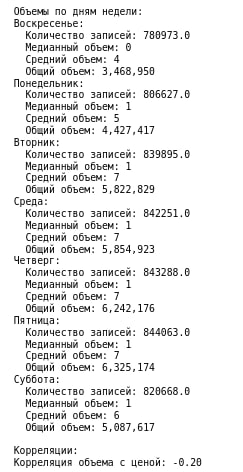 Объемы по дням недели:
Воскресенье:
Количество записей: 780973.0
Медианный объем: 0
Средний объем: 4
Общий объем: 3,468,950
Понедельник:
Количество записей: 806627.0
Медианный объем: 1
Средний объем: 5
Общий объем: 4,427,417
Вторник:
Количество записей: 839895.0
Медианный объем: 1
Средний объем: 7
Общий объем: 5,822,829
Среда:
Количество записей: 842251.0
Медианный объем: 1
Средний объем: 7
Общий объем: 5,854,923
Четверг:
Количество записей: 843288.0
Медианный объем: 1
Средний объем: 7
Общий объем: 6,242,176
Пятница:
Количество записей: 844063.0
Медианный объем: 1
Средний объем: 7
Общий объем: 6,325,174
Суббота:
Количество записей: 820668.0
Медианный объем: 1
Средний объем: 6
Общий объем: 5,087,617
Корреляции:
Корреляция объема с ценой: -0.20